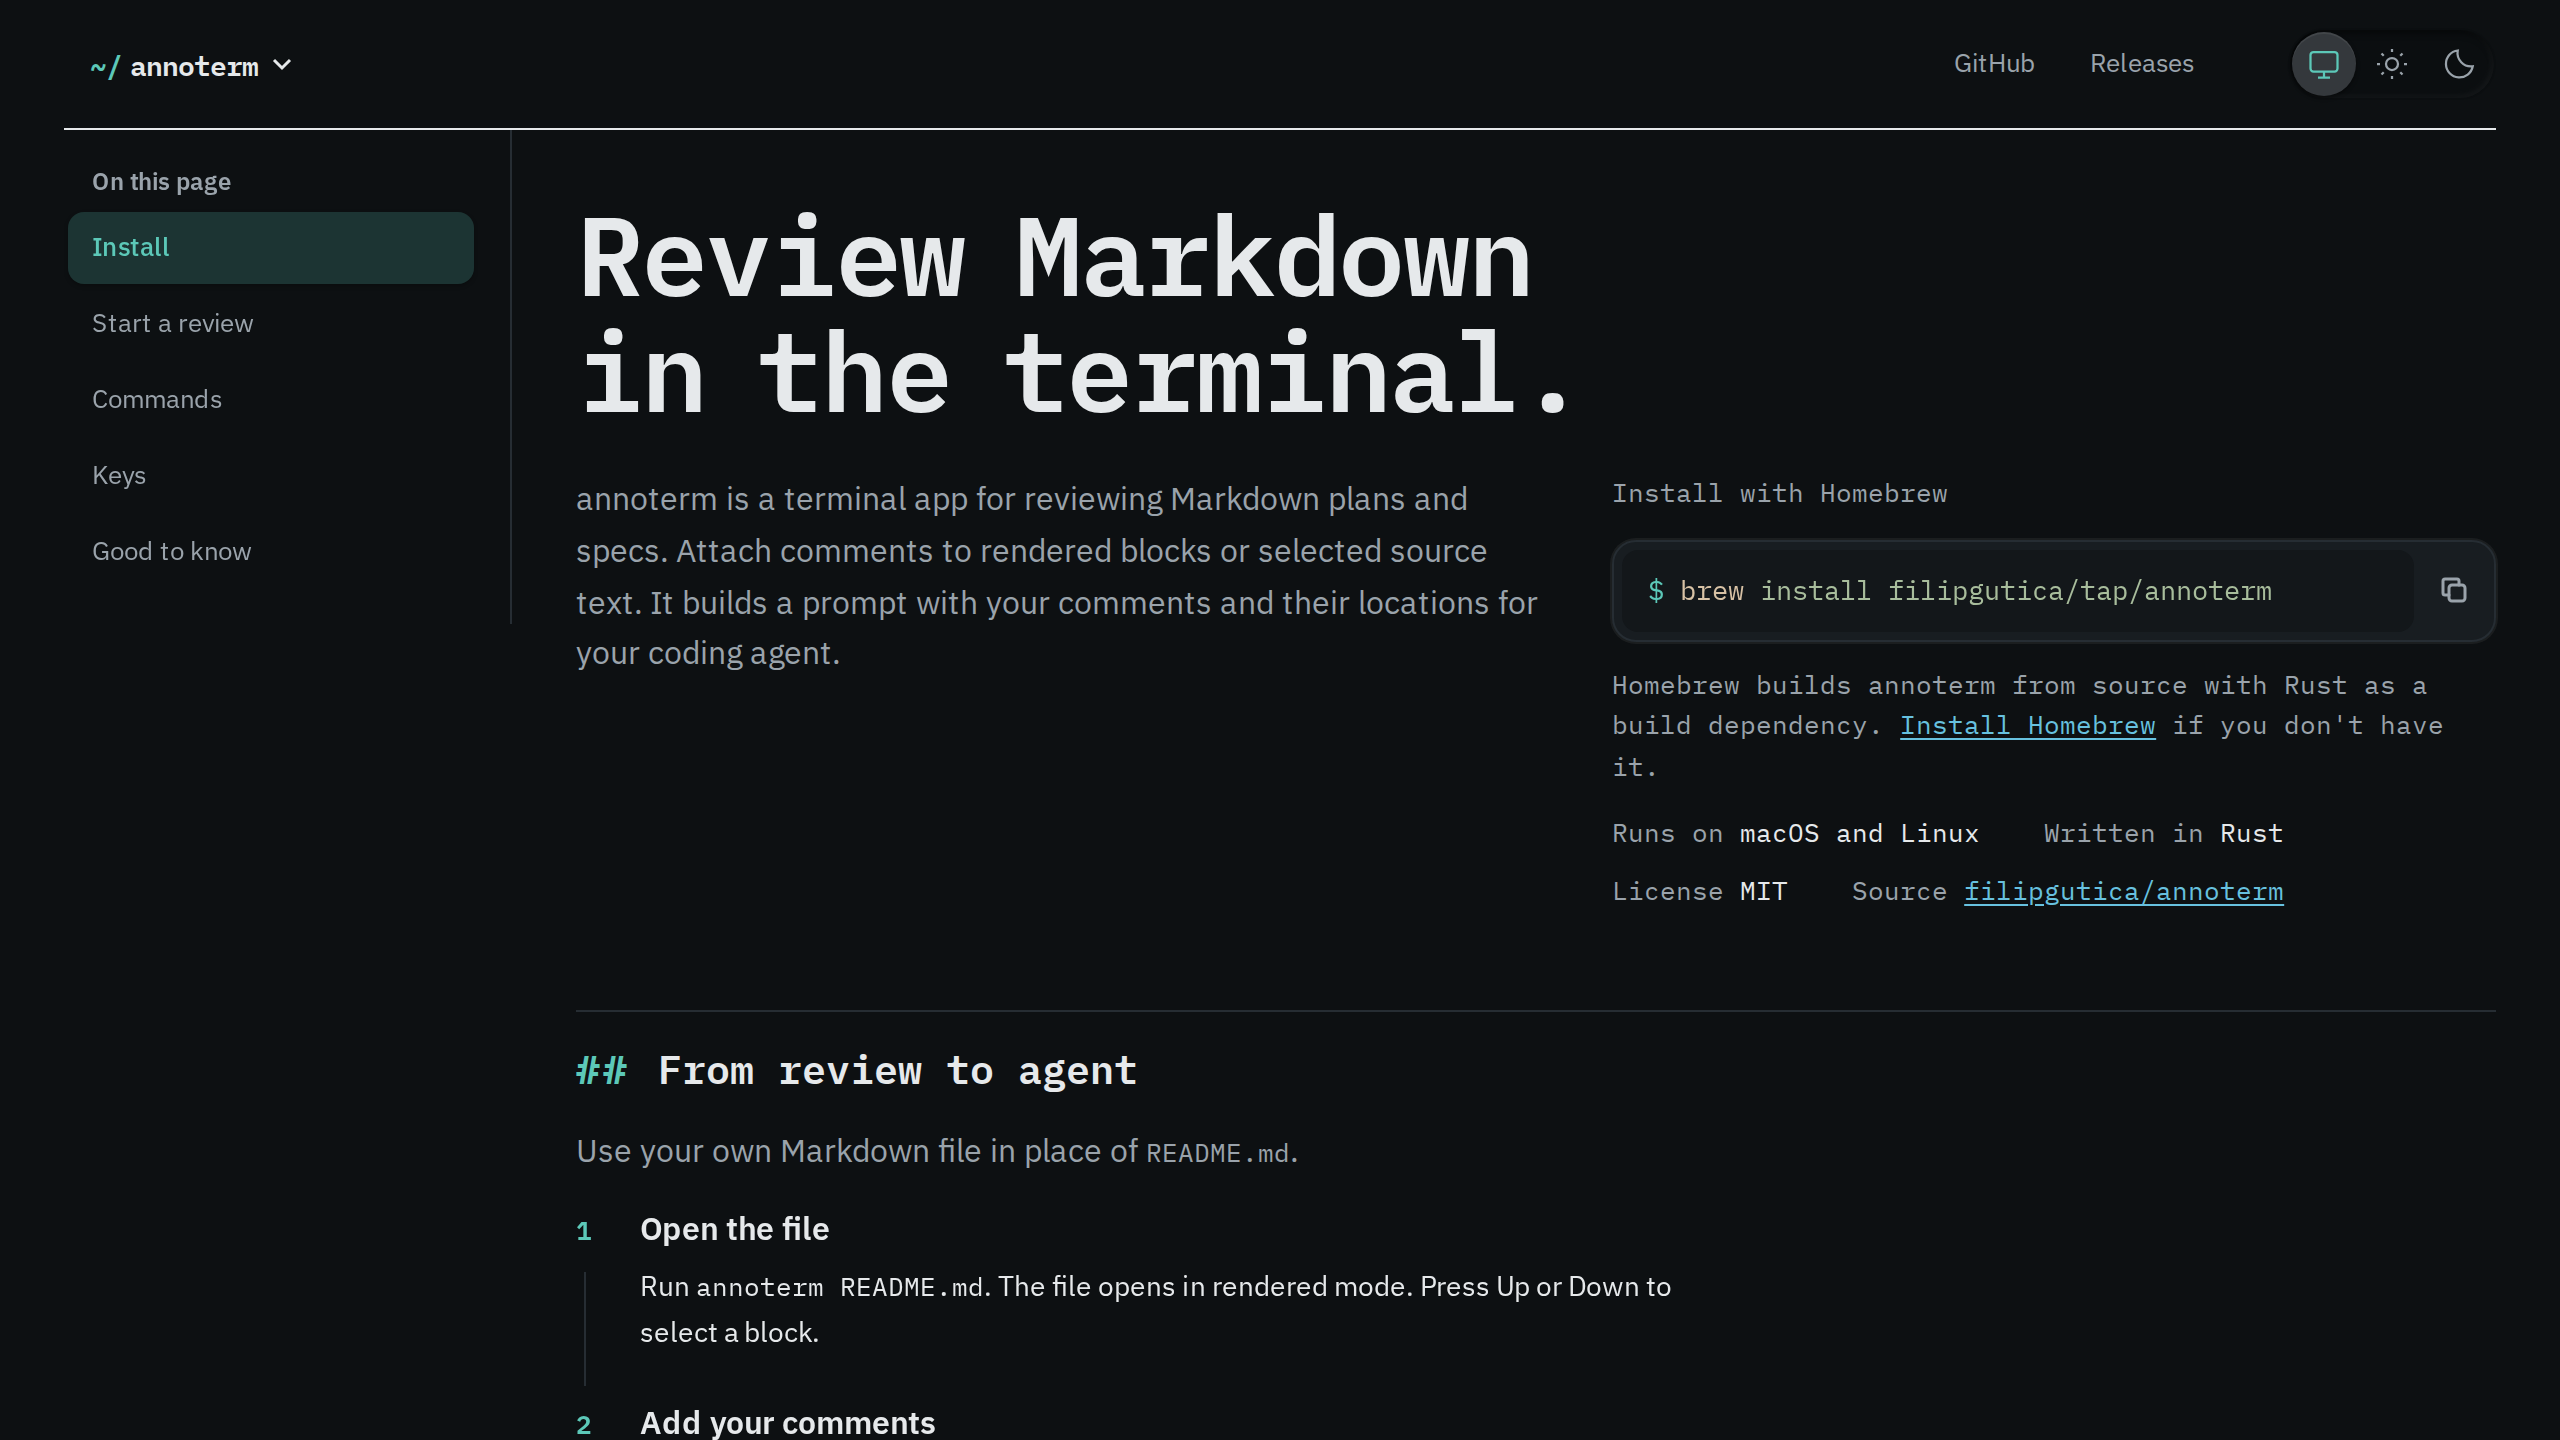 ~/ annoterm
GitHub
Releases
On this page
Install
Start a review
Commands
Keys
Good to know
Review Markdown
in the terminal.
annoterm is a terminal app for reviewing Markdown plans and
specs. Attach comments to rendered blocks or selected source
text. It builds a prompt with your comments and their locations for
your coding agent.
Install with Homebrew
$ brew install filipgutica/tap/annoterm
Homebrew builds annoterm from source with Rust as a
build dependency. Install Homebrew if you don't have
it.
Runs on macOS and Linux Written in Rust
License MIT Source filipgutica/annoterm
## From review to agent
Use your own Markdown file in place of README.md.
1 Open the file
Run annoterm README.md. The file opens in rendered mode. Press Up or Down to
select a block.
2 Add your comments